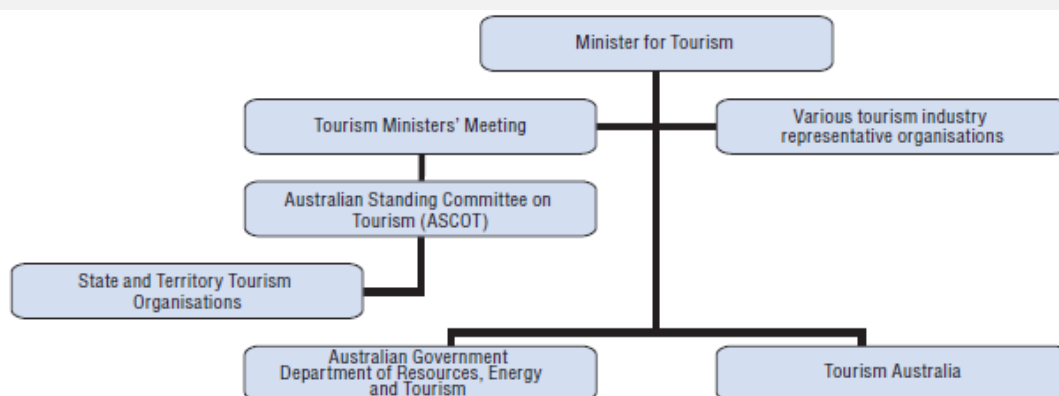 Minister for Tourism
Tourism Ministers' Meeting
Various tourism industry
representative organisations
Australian Standing Committee on
Tourism (ASCOT)
State and Territory Tourism
Organisations
Australian Government
Department of Resources, Energy
and Tourism
Tourism Australia